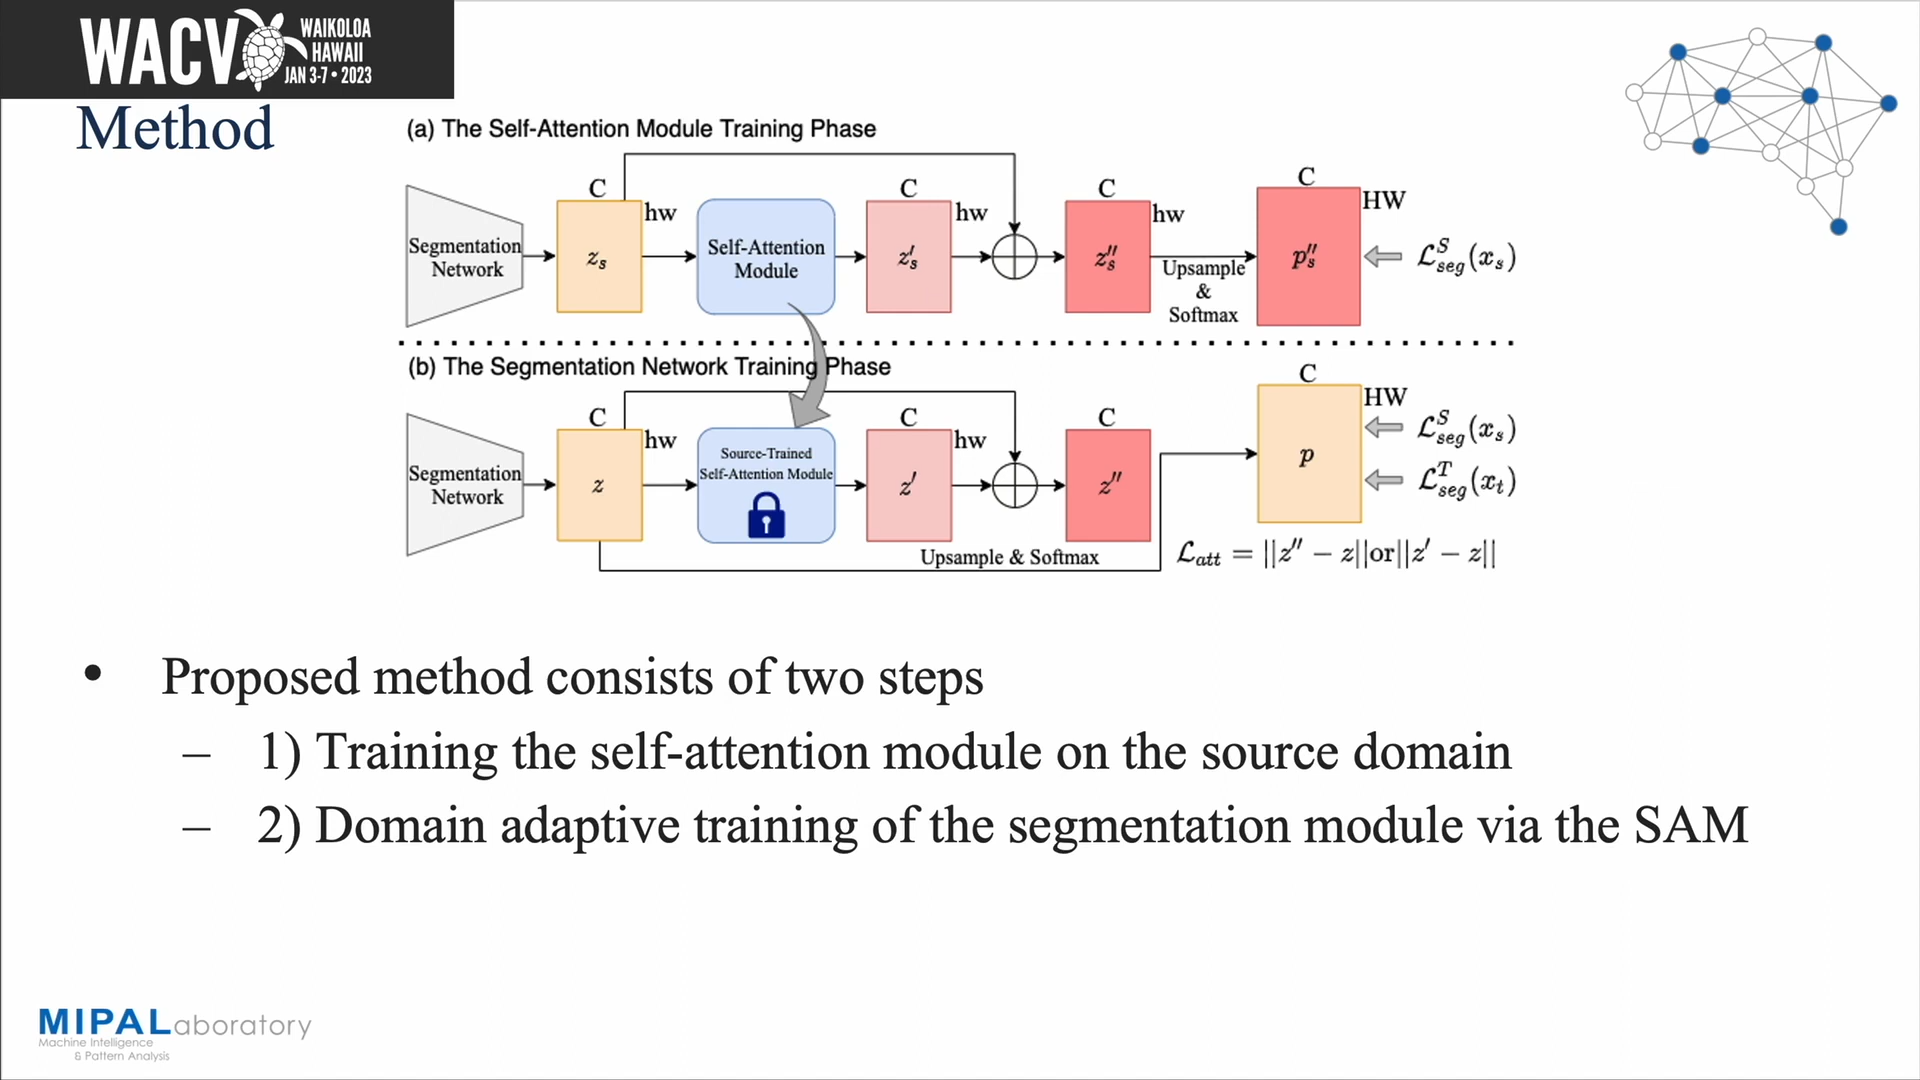 WACV
WAIKOLOA
HAWAII
JAN 3-7 • 2023
Method
(a) The Self-Attention Module Training Phase
Segmentation
Network
C
hw
z_s
Self-Attention
Module
C
hw
z'_s
C
hw
z''_s
Upsample
&
Softmax
C
HW
p''_s
ℒ^S_seg(x_s)
(b) The Segmentation Network Training Phase
Segmentation
Network
C
hw
z
Source-Trained
Self-Attention Module
C
hw
z'
C
z''
Upsample & Softmax
C
HW
p
ℒ^S_seg(x_s)
ℒ^T_seg(x_t)
ℒ_att = ||z'' − z||or||z' − z||
• Proposed method consists of two steps
– 1) Training the self-attention module on the source domain
– 2) Domain adaptive training of the segmentation module via the SAM
MIPALaboratory
Machine Intelligence
& Pattern Analysis